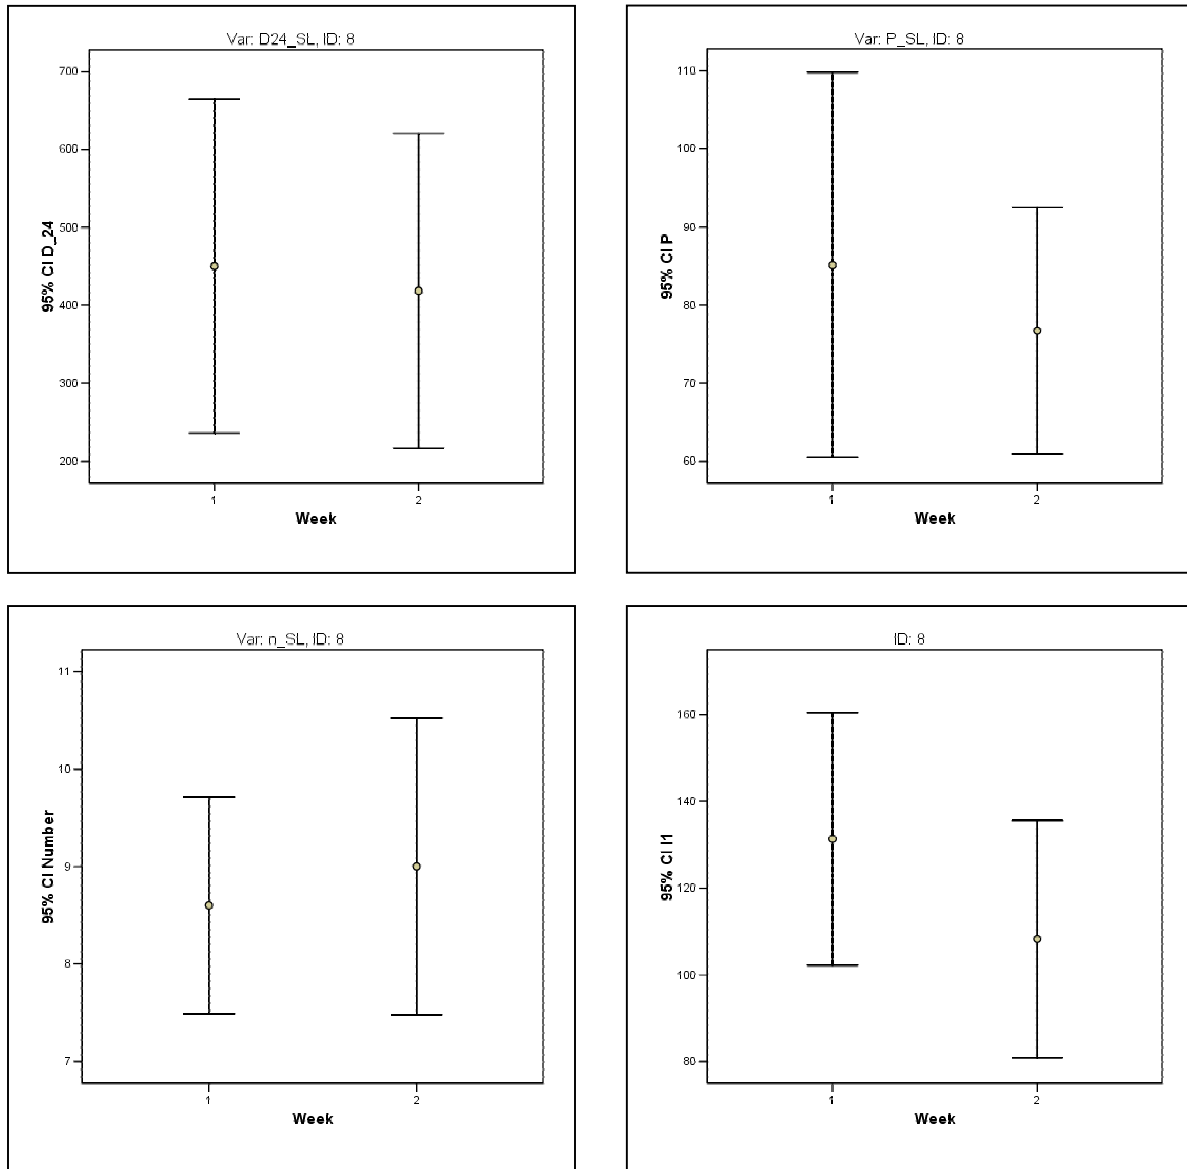 Var: D24_SL, ID: 8
700
600
500
400
300
200
95% CI D_24
1
2
Week
Var: P_SL, ID: 8
110
100
90
80
70
60
95% CI P
1
2
Week
Var: n_SL, ID: 8
11
10
9
8
7
95% CI Number
1
2
Week
ID: 8
160
140
120
100
80
95% CI I1
1
2
Week